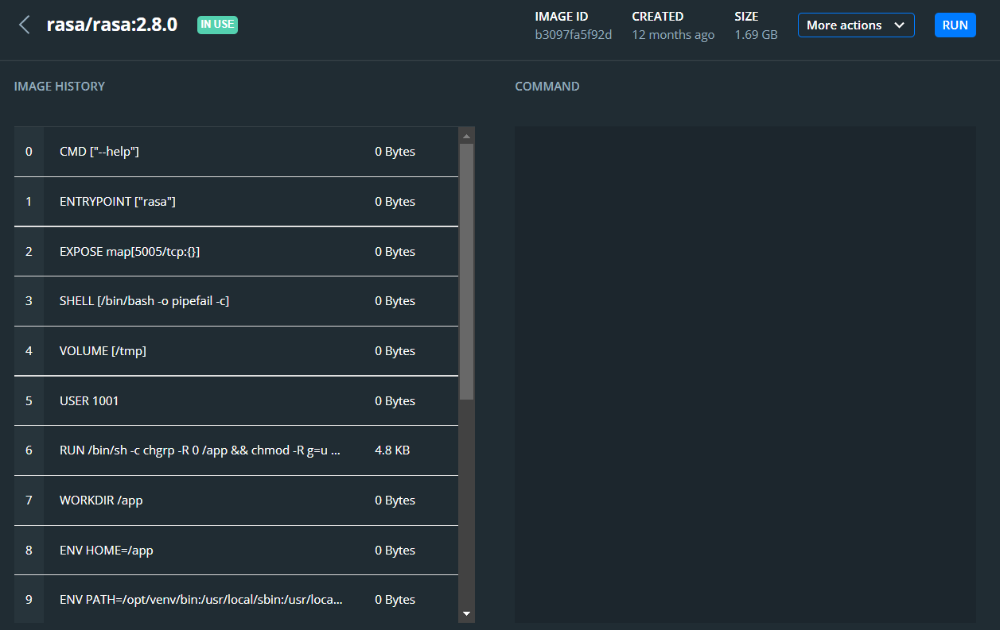 rasa/rasa:2.8.0 IN USE
IMAGE ID CREATED SIZE
b3097fa5f92d 12 months ago 1.69 GB
More actions RUN
IMAGE HISTORY COMMAND
0 CMD ["--help"] 0 Bytes
1 ENTRYPOINT ["rasa"] 0 Bytes
2 EXPOSE map[5005/tcp:{}] 0 Bytes
3 SHELL [/bin/bash -o pipefail -c] 0 Bytes
4 VOLUME [/tmp] 0 Bytes
5 USER 1001 0 Bytes
6 RUN /bin/sh -c chgrp -R 0 /app && chmod -R g=u ... 4.8 KB
7 WORKDIR /app 0 Bytes
8 ENV HOME=/app 0 Bytes
9 ENV PATH=/opt/venv/bin:/usr/local/sbin:/usr/loca... 0 Bytes